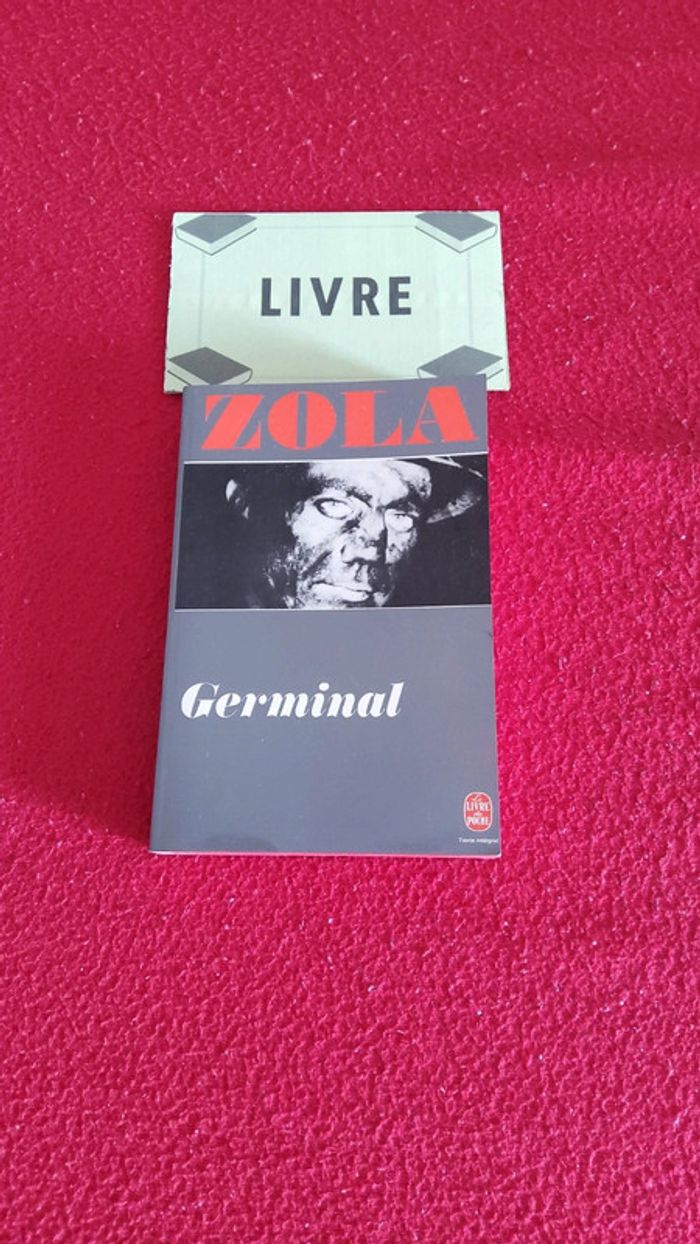 LIVRE
ZOLA
Germinal
Le
LIVRE
de
POCHE
Texte intégral